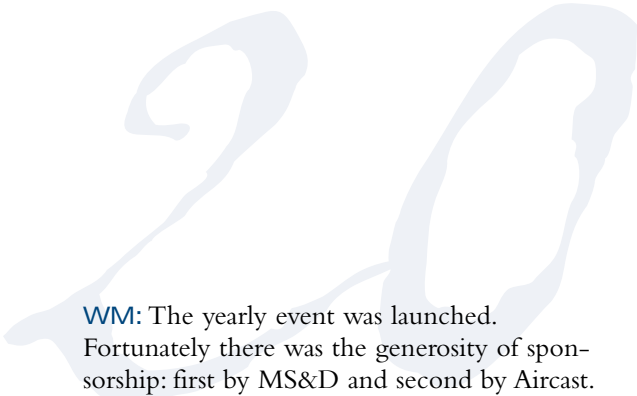 20
WM: The yearly event was launched.
Fortunately there was the generosity of spon-
sorship: first by MS&D and second by Aircast.